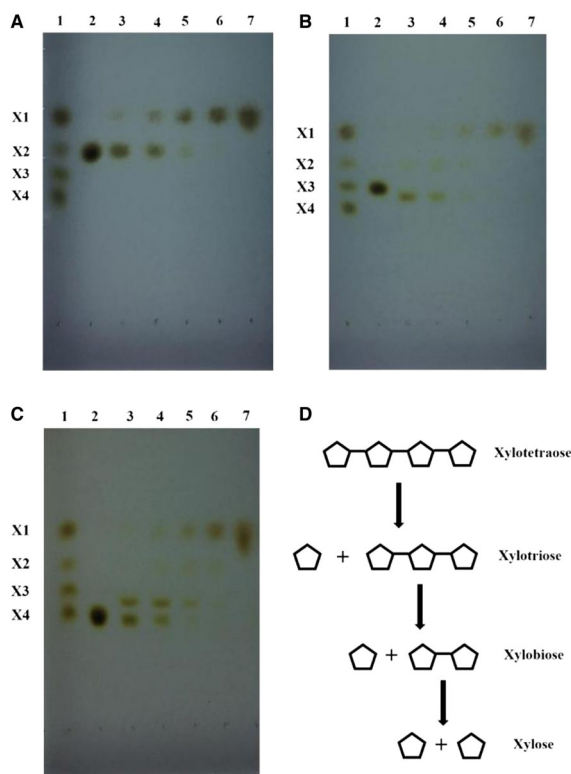 A
1 2 3 4 5 6 7
X1
X2
X3
X4
B
1 2 3 4 5 6 7
X1
X2
X3
X4
C
1 2 3 4 5 6 7
X1
X2
X3
X4
D
Xylotetraose
+ Xylotriose
+ Xylobiose
+ Xylose